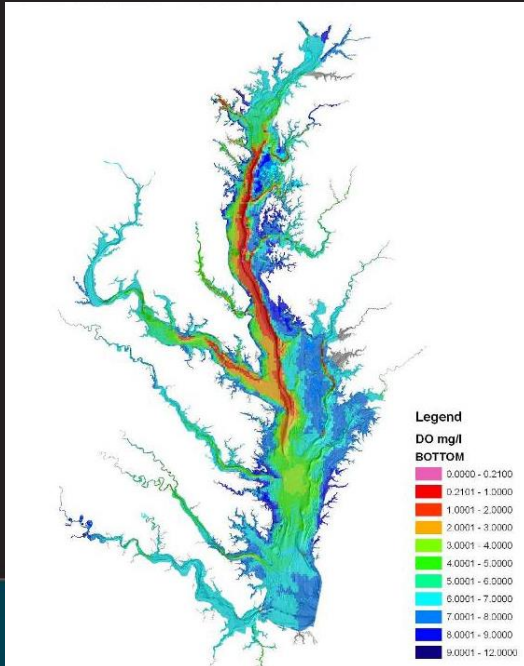 Legend
DO mg/l
BOTTOM
0.0000 - 0.2100
0.2101 - 1.0000
1.0001 - 2.0000
2.0001 - 3.0000
3.0001 - 4.0000
4.0001 - 5.0000
5.0001 - 6.0000
6.0001 - 7.0000
7.0001 - 8.0000
8.0001 - 9.0000
9.0001 - 12.0000